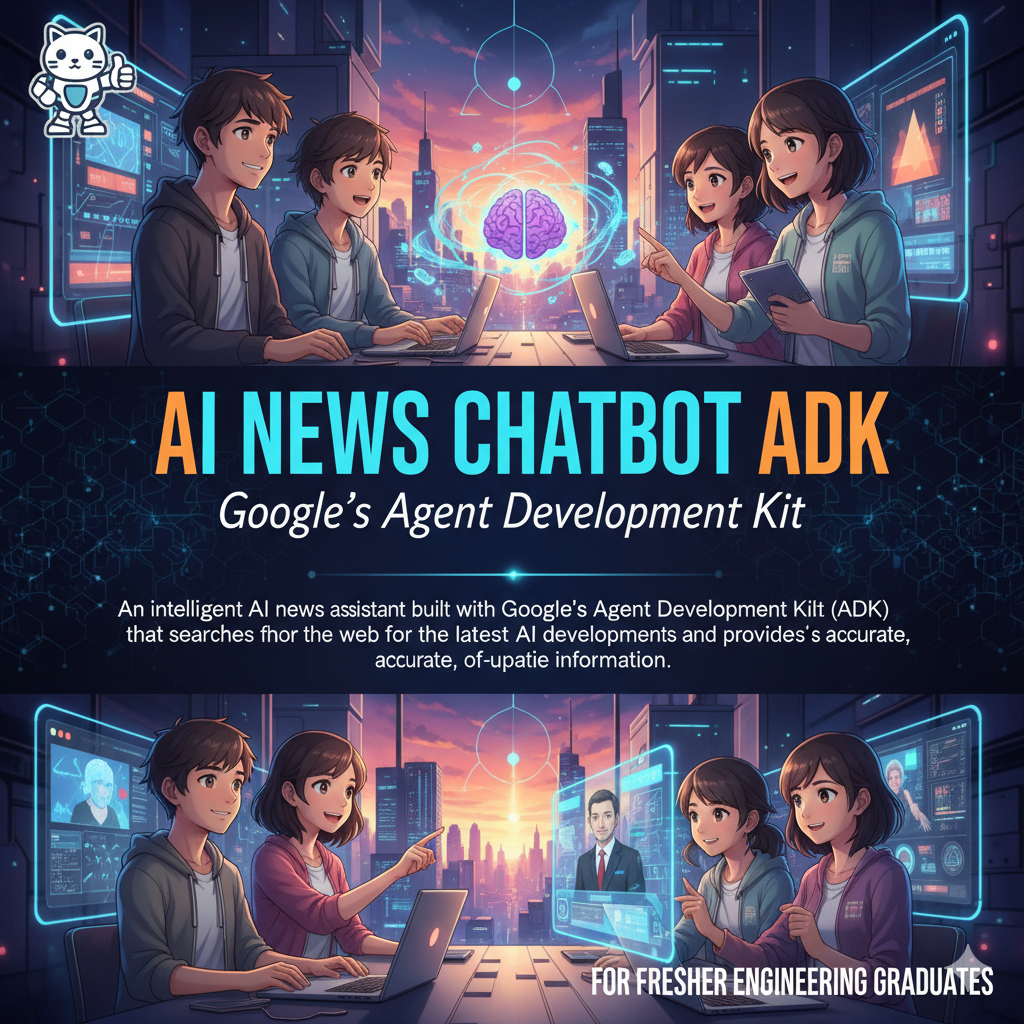 AI NEWS CHATBOT ADK
Google's Agent Development Kit
An intelligent AI news assistant built with Google's Agent Development Kilt (ADK)
that searches fhor the web for the latest AI developments and provides's accurate,
accurate, of-upatie information.
FOR FRESHER ENGINEERING GRADUATES